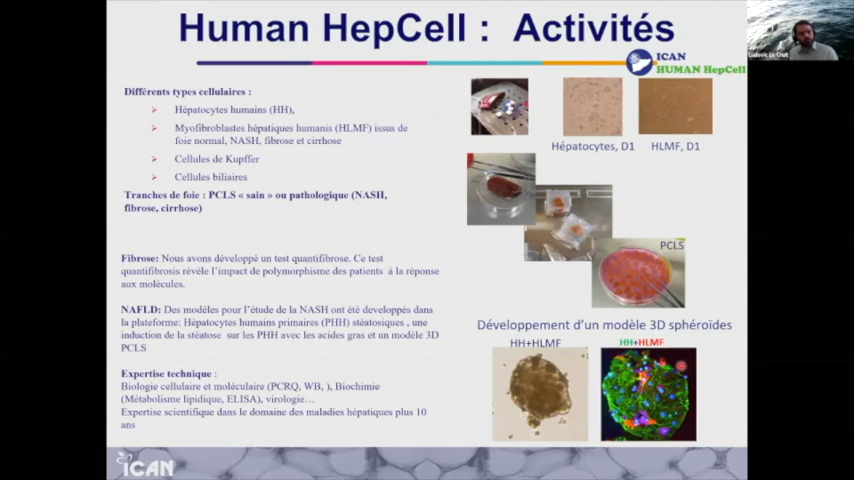 Human HepCell : Activités
ICAN
HUMAN HepCell
Ludovic Le Chat
Différents types cellulaires :
Hépatocytes humains (HH),
Myofibroblastes hépatiques humanis (HLMF) issus de
foie normal, NASH, fibrose et cirrhose
Cellules de Kupffer
Cellules biliaires
Tranches de foie : PCLS « sain » ou pathologique (NASH,
fibrose, cirrhose)
Hépatocytes, D1
HLMF, D1
PCLS
Fibrose: Nous avons développé un test quantifibrose. Ce test
quantifibrosis révèle l'impact de polymorphisme des patients à la réponse
aux molécules.
NAFLD: Des modèles pour l'étude de la NASH ont été developpés dans
la plateforme: Hépatocytes humains primaires (PHH) stéatosiques , une
induction de la stéatose sur les PHH avec les acides gras et un modèle 3D
PCLS
Expertise technique :
Biologie cellulaire et moléculaire (PCRQ, WB, ), Biochimie
(Métabolisme lipidique, ELISA), virologie…
Expertise scientifique dans le domaine des maladies hépatiques plus 10
ans
Développement d'un modèle 3D sphéroïdes
HH+HLMF
HH+HLMF
iCAN